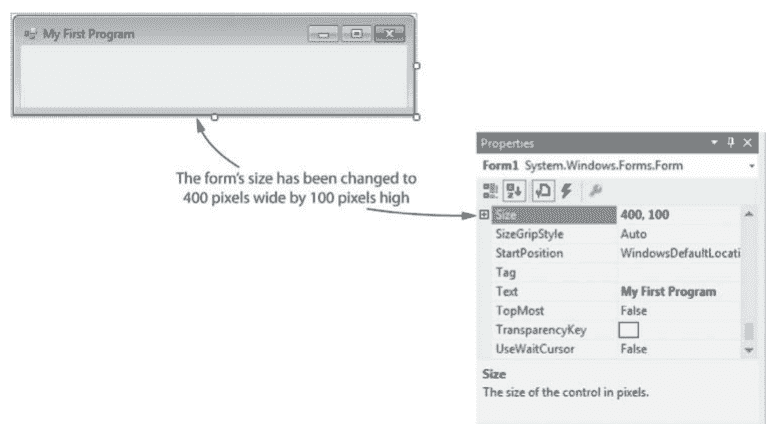 My First Program
The form's size has been changed to
400 pixels wide by 100 pixels high
Properties
Form1 System.Windows.Forms.Form
Size 400, 100
SizeGripStyle Auto
StartPosition WindowsDefaultLocati
Tag
Text My First Program
TopMost False
TransparencyKey
UseWaitCursor False
Size
The size of the control in pixels.